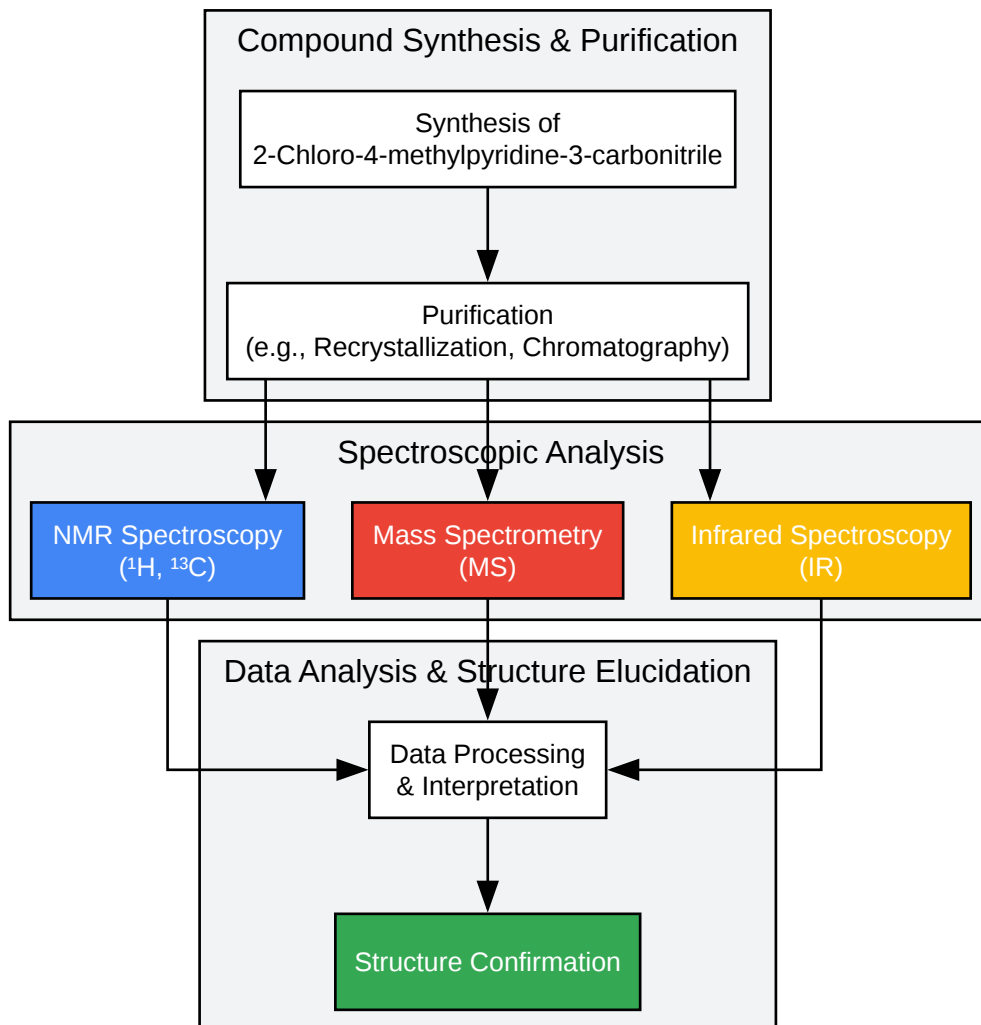 Compound Synthesis & Purification
Synthesis of
2-Chloro-4-methylpyridine-3-carbonitrile
Purification
(e.g., Recrystallization, Chromatography)
Spectroscopic Analysis
NMR Spectroscopy
(¹H, ¹³C)
Mass Spectrometry
(MS)
Infrared Spectroscopy
(IR)
Data Analysis & Structure Elucidation
Data Processing
& Interpretation
Structure Confirmation